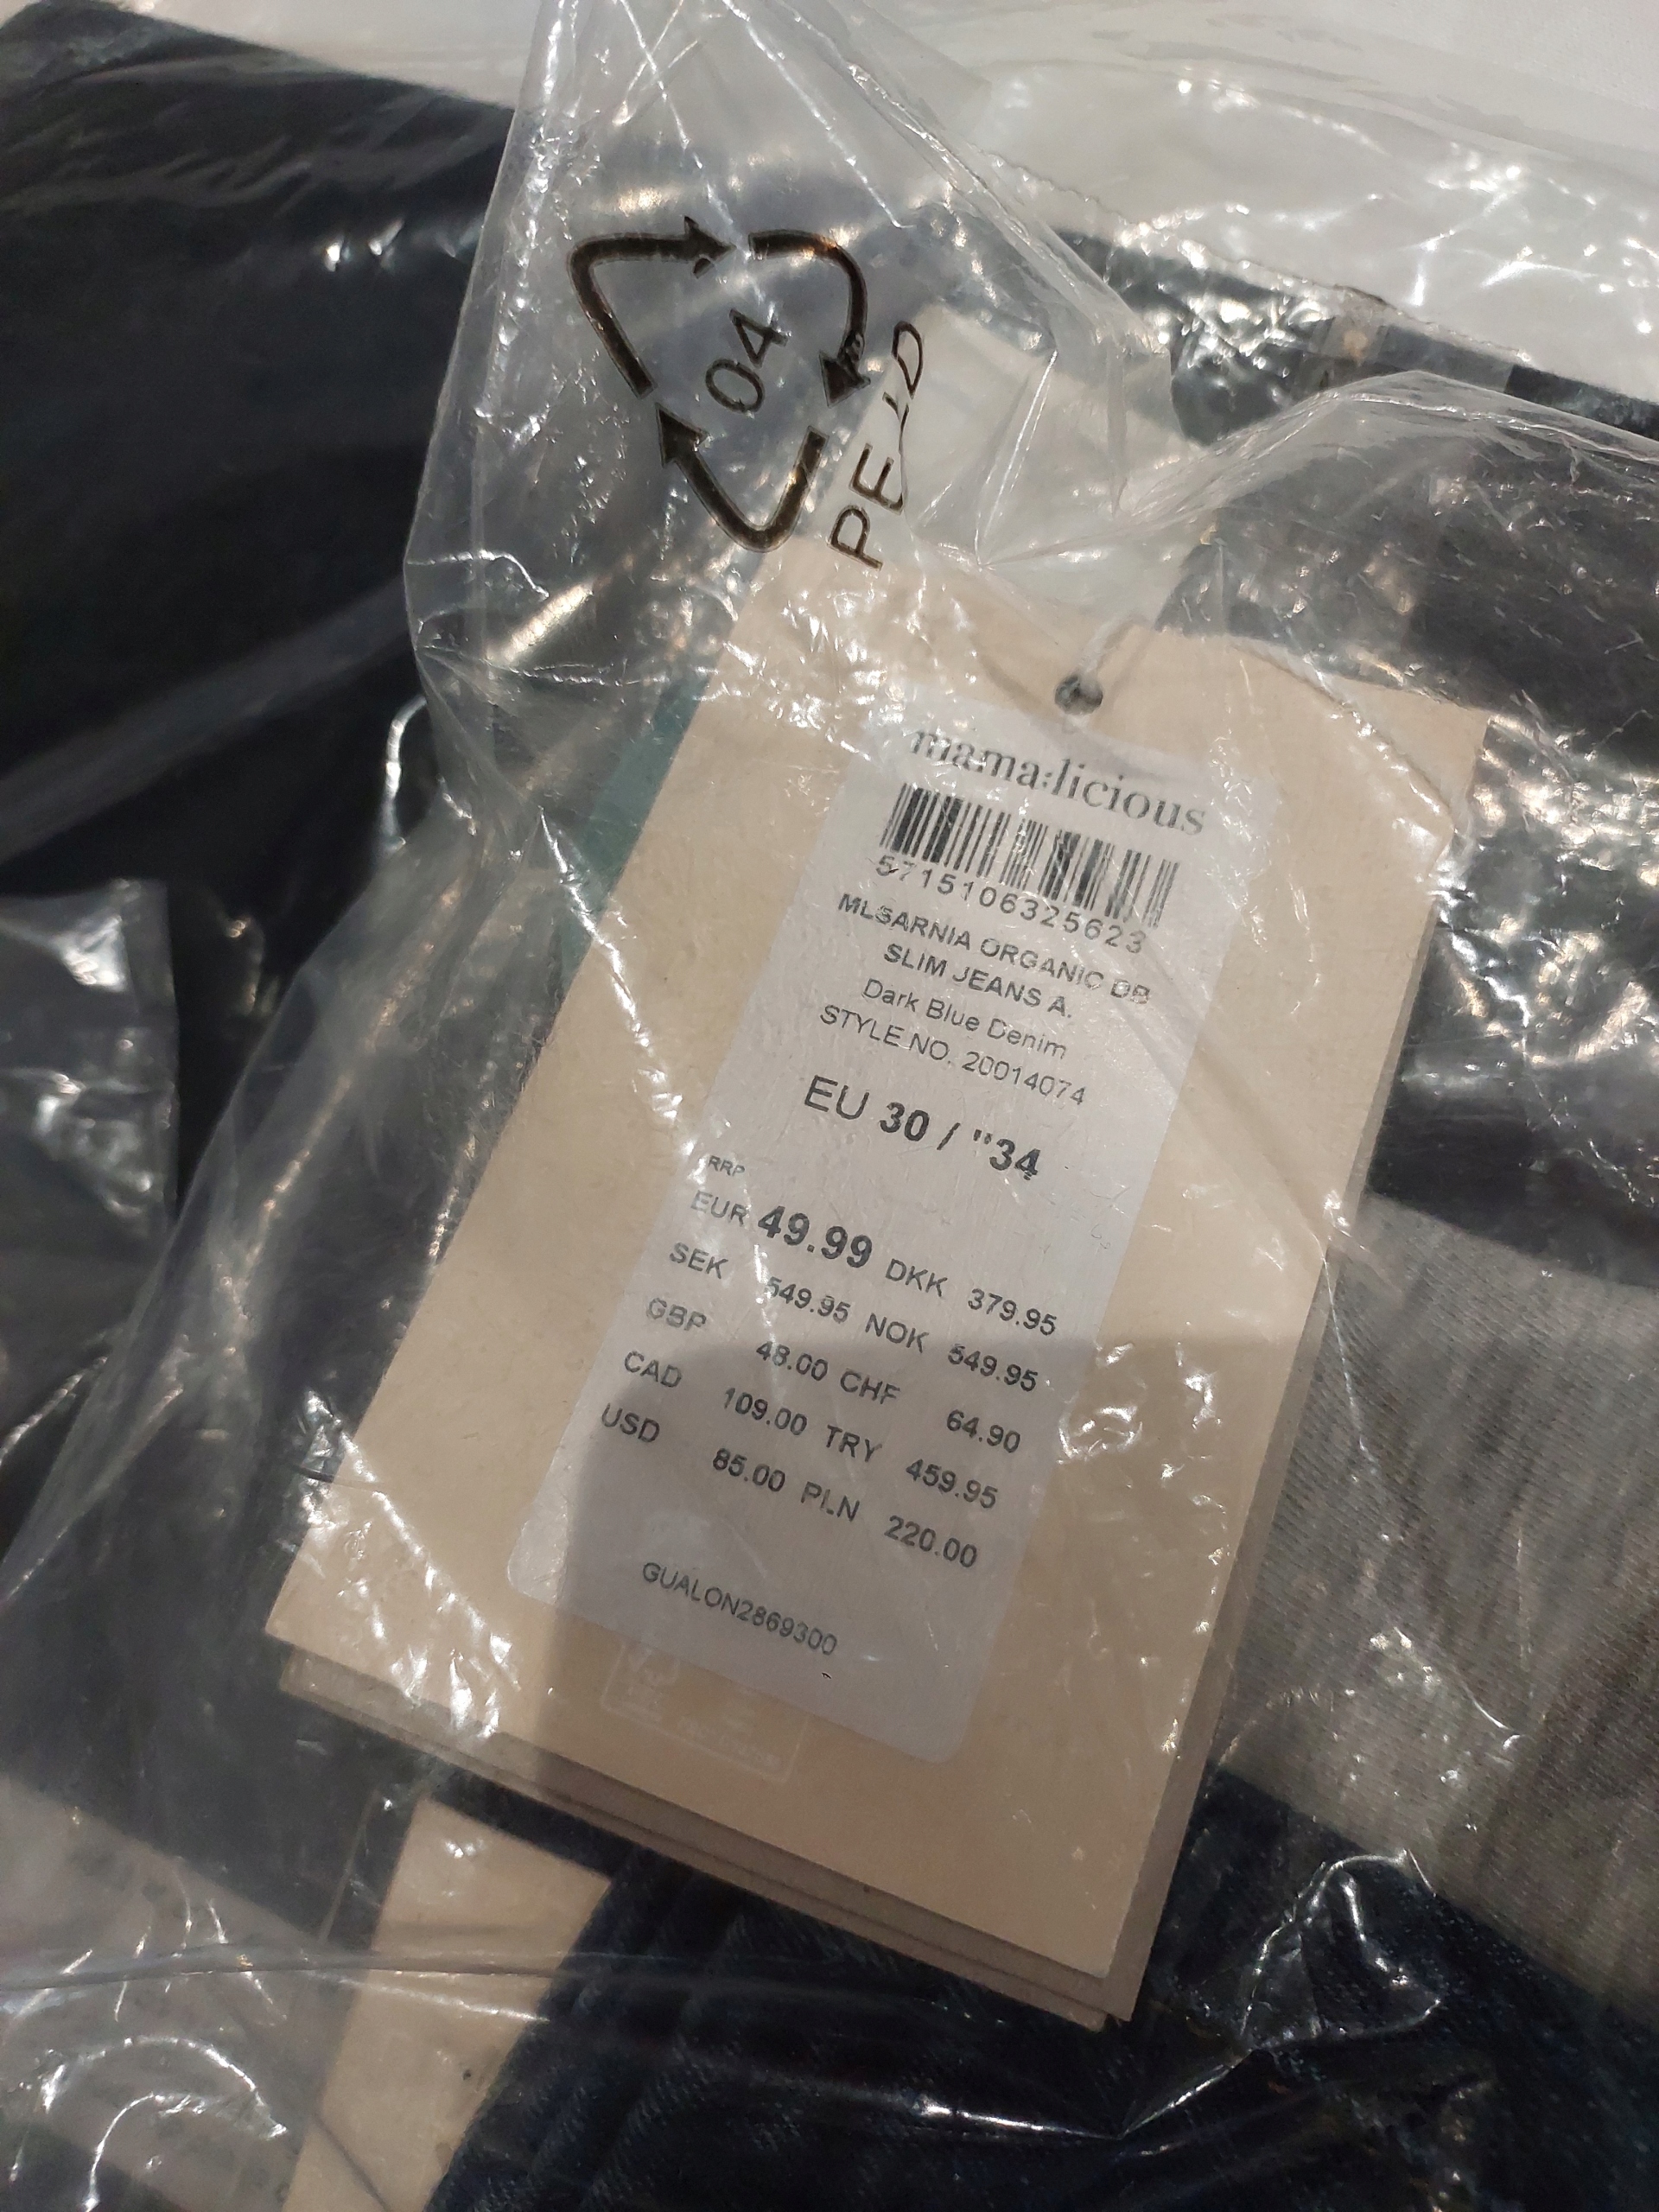 04
PE-LD
mama:licious
5715106325623
MLSARNIA ORGANIC DB
SLIM JEANS A.
Dark Blue Denim
STYLE NO. 20014074
EU 30 / "34
RRP
EUR 49.99 DKK 379.95
SEK 549.95 NOK 549.95
GBP 48.00 CHF 64.90
CAD 109.00 TRY 459.95
USD 85.00 PLN 220.00
GUALON2869300